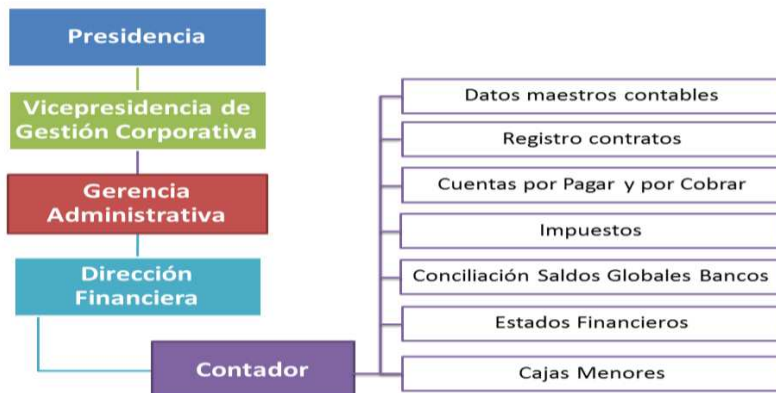 Presidencia
Vicepresidencia de
Gestión Corporativa
Gerencia
Administrativa
Dirección
Financiera
Contador
Datos maestros contables
Registro contratos
Cuentas por Pagar y por Cobrar
Impuestos
Conciliación Saldos Globales Bancos
Estados Financieros
Cajas Menores